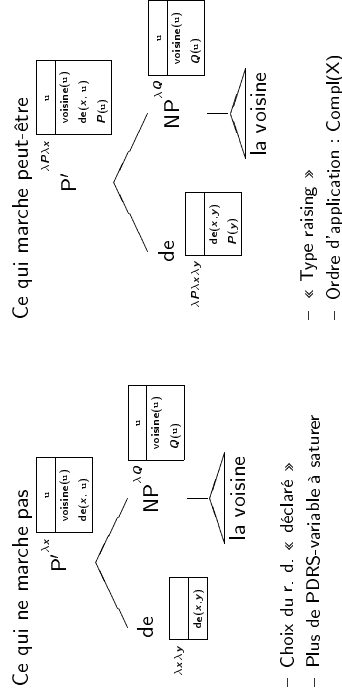 Ce qui ne marche pas
P′ λx
u
voisine(u)
de(x, u)
de
λxλy
de(x,y)
NP λQ
u
voisine(u)
Q(u)
la voisine
– Choix du r. d. « déclaré »
– Plus de PDRS-variable à saturer
Ce qui marche peut-être
P′ λPλx
u
voisine(u)
de(x, u)
P(u)
de
λPλxλy
de(x,y)
P(y)
NP λQ
u
voisine(u)
Q(u)
la voisine
– « Type raising »
– Ordre d'application : Compl(X)